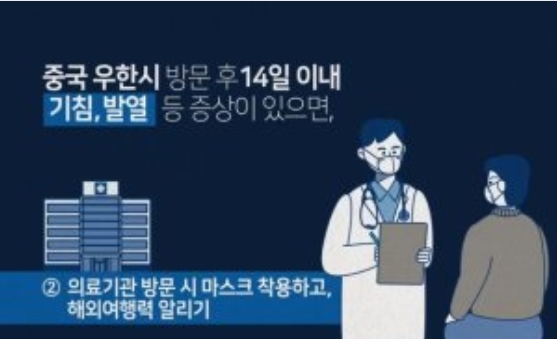 중국 우한시 방문 후 14일 이내
기침, 발열 등 증상이 있으면,
② 의료기관 방문 시 마스크 착용하고,
해외여행력 알리기